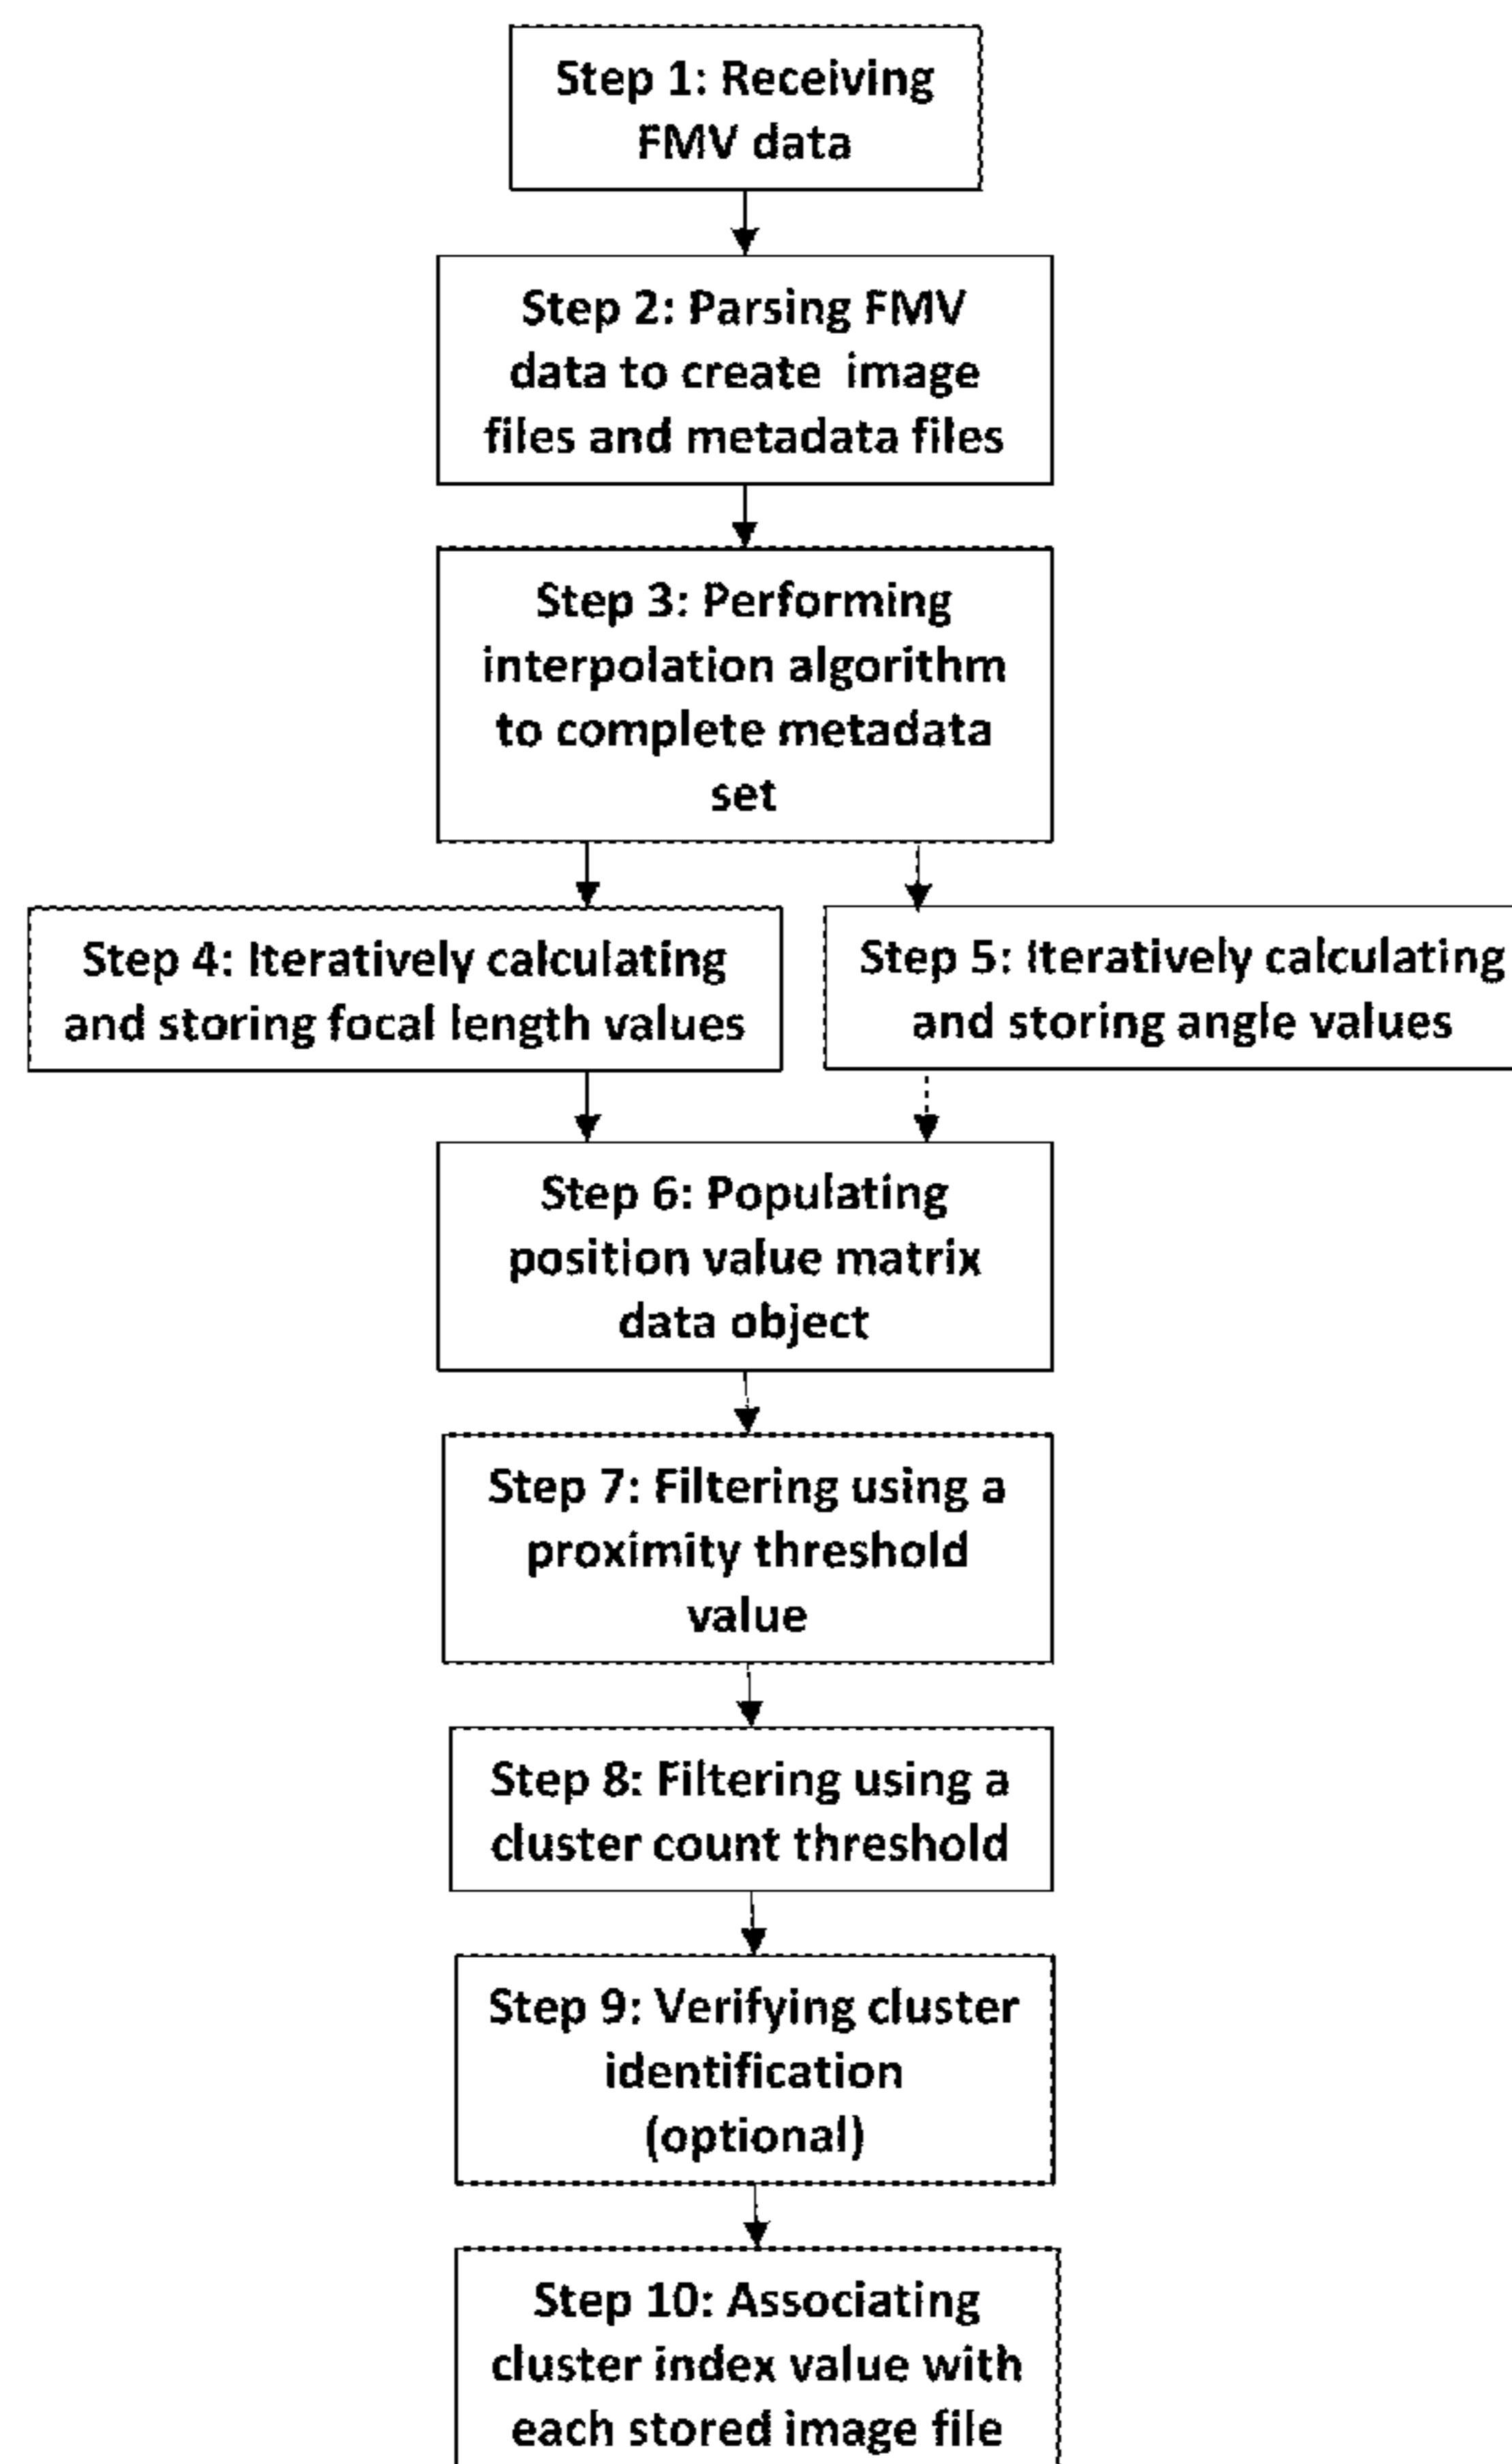 Step 1: Receiving
FMV data
Step 2: Parsing FMV
data to create image
files and metadata files
Step 3: Performing
interpolation algorithm
to complete metadata
set
Step 4: Iteratively calculating
and storing focal length values
Step 5: Iteratively calculating
and storing angle values
Step 6: Populating
position value matrix
data object
Step 7: Filtering using a
proximity threshold
value
Step 8: Filtering using a
cluster count threshold
Step 9: Verifying cluster
identification
(optional)
Step 10: Associating
cluster index value with
each stored image file